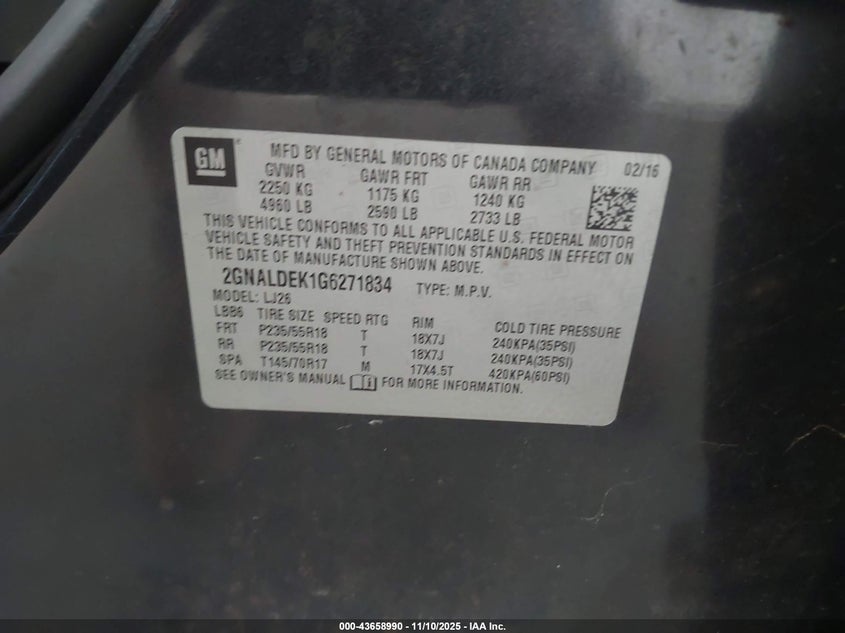 GM
MFD BY GENERAL MOTORS OF CANADA COMPANY 02/16
GVWR GAWR FRT GAWR RR
2250 KG 1175 KG 1240 KG
4960 LB 2590 LB 2733 LB
THIS VEHICLE CONFORMS TO ALL APPLICABLE U.S. FEDERAL MOTOR
VEHICLE SAFETY AND THEFT PREVENTION STANDARDS IN EFFECT ON
THE DATE OF MANUFACTURE SHOWN ABOVE.
2GNALDEK1G6271834 TYPE: M.P.V.
MODEL: LJ26
LBB6 TIRE SIZE SPEED RTG RIM COLD TIRE PRESSURE
FRT P235/55R18 T 18X7J 240KPA(35PSI)
RR P235/55R18 T 18X7J 240KPA(35PSI)
SPA T145/70R17 M 17X4.5T 420KPA(60PSI)
SEE OWNER'S MANUAL FOR MORE INFORMATION.
000-43658990 - 11/10/2025 - IAA Inc.